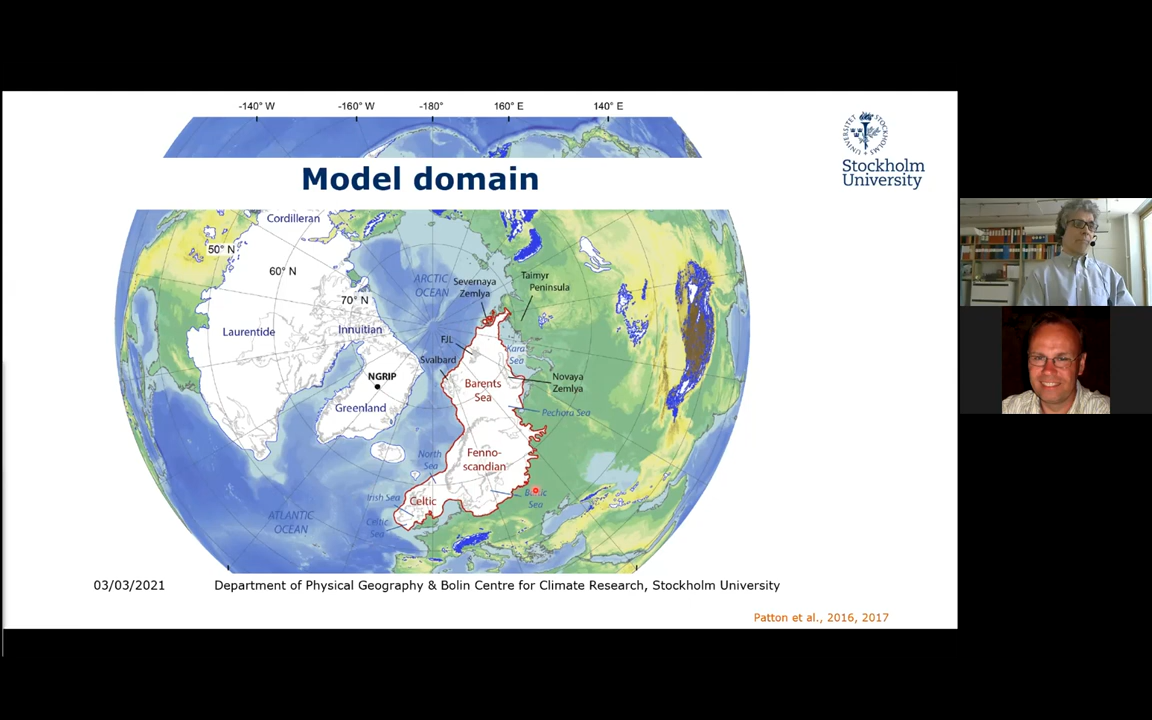 -140° W
-160° W
-180°
160° E
140° E
Model domain
Stockholm
University
Cordilleran
50° N
60° N
70° N
ARCTIC
OCEAN
Severnaya
Zemlya
Taimyr
Peninsula
Laurentide
Innuitian
FJL
Kara
Sea
Svalbard
NGRIP
Barents
Sea
Novaya
Zemlya
Greenland
Pechora Sea
North
Sea
Fenno-
scandian
Irish Sea
Celtic
Baltic
Sea
ATLANTIC
OCEAN
Celtic
Sea
03/03/2021
Department of Physical Geography & Bolin Centre for Climate Research, Stockholm University
Patton et al., 2016, 2017